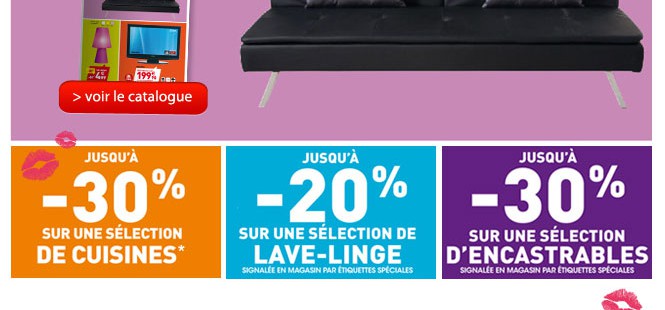 199
> voir le catalogue
JUSQU'À
-30%
SUR UNE SÉLECTION
DE CUISINES*
JUSQU'À
-20%
SUR UNE SÉLECTION DE
LAVE-LINGE
SIGNALÉE EN MAGASIN PAR ÉTIQUETTES SPÉCIALES
JUSQU'À
-30%
SUR UNE SÉLECTION
D'ENCASTRABLES
SIGNALÉE EN MAGASIN PAR ÉTIQUETTES SPÉCIALES